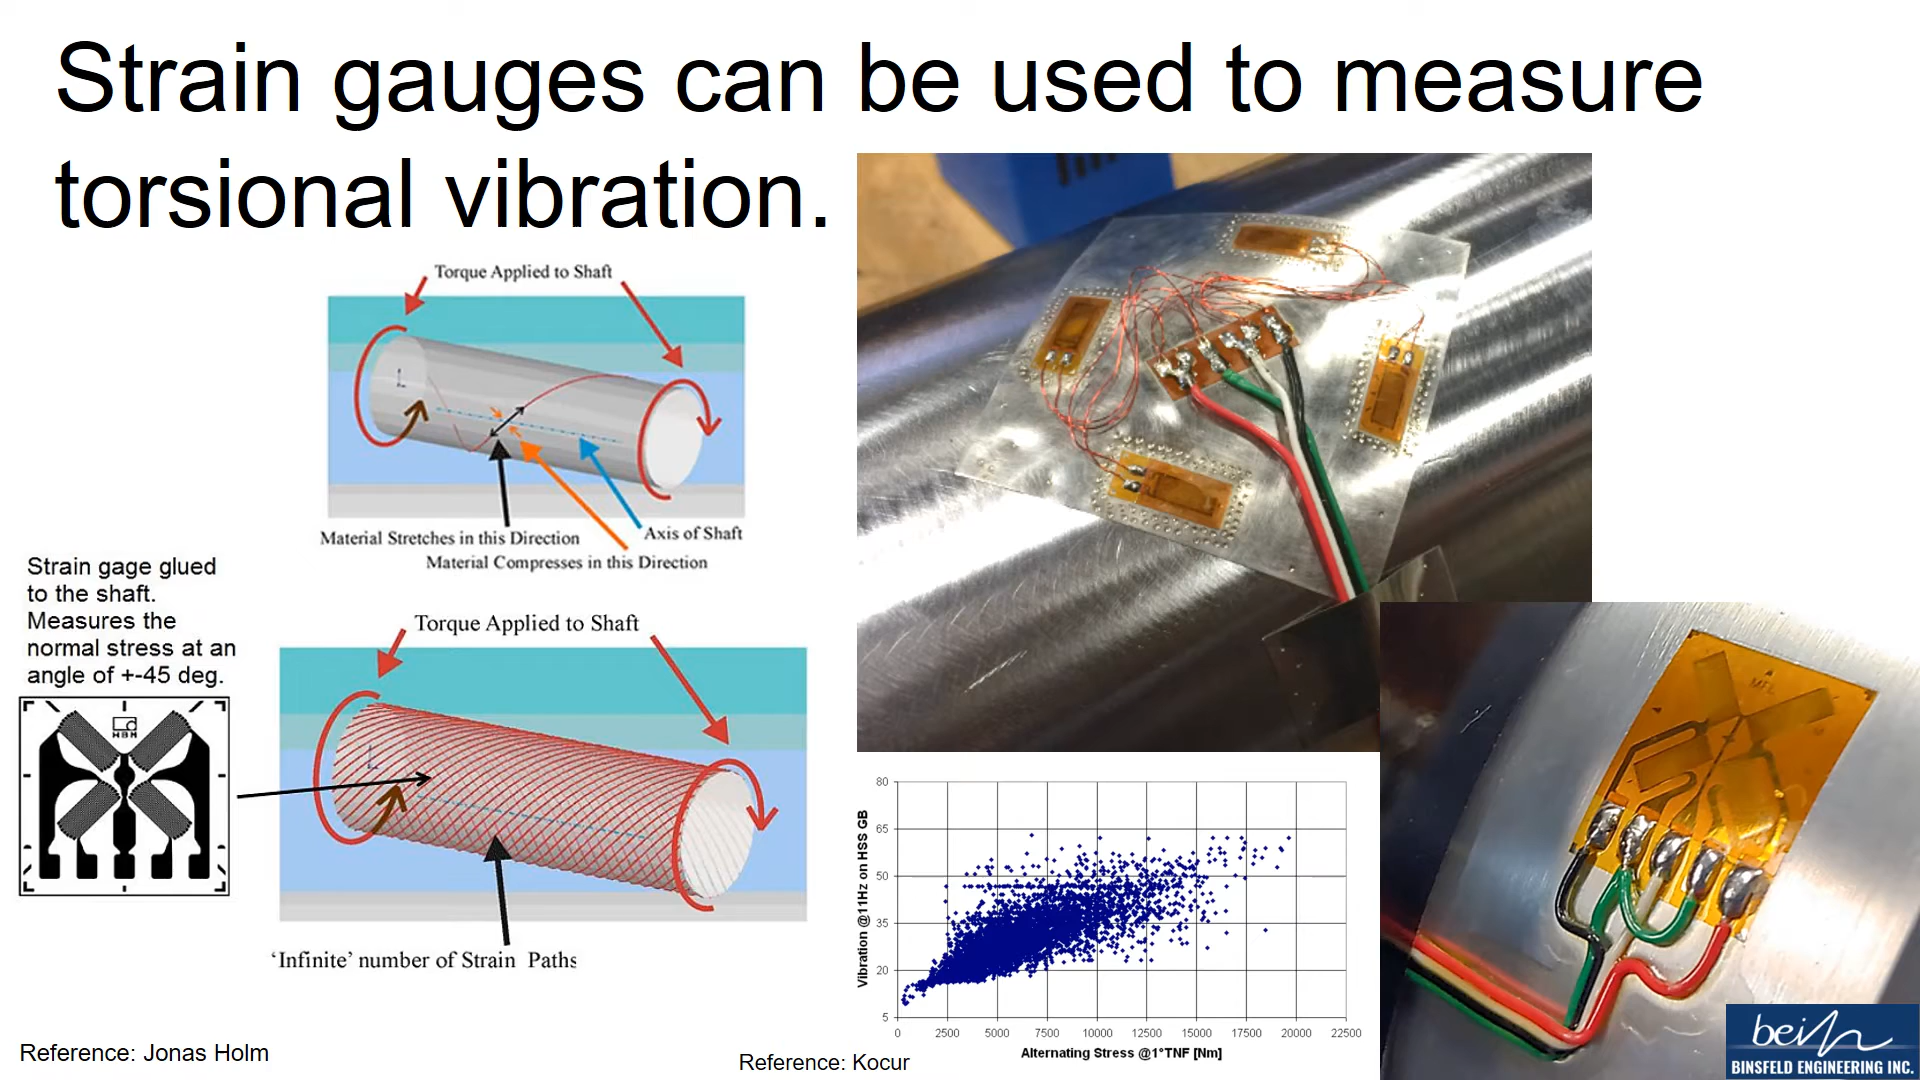 Strain gauges can be used to measure
torsional vibration.
Torque Applied to Shaft
Material Stretches in this Direction
Axis of Shaft
Material Compresses in this Direction
Strain gage glued
to the shaft.
Measures the
normal stress at an
angle of +-45 deg.
HBM
Torque Applied to Shaft
‘Infinite’ number of Strain Paths
Reference: Jonas Holm
Vibration @11Hz on HSS GB
80
65
50
35
20
5
0 2500 5000 7500 10000 12500 15000 17500 20000 22500
Alternating Stress @1°TNF [Nm]
Reference: Kocur
bei
BINSFELD ENGINEERING INC.